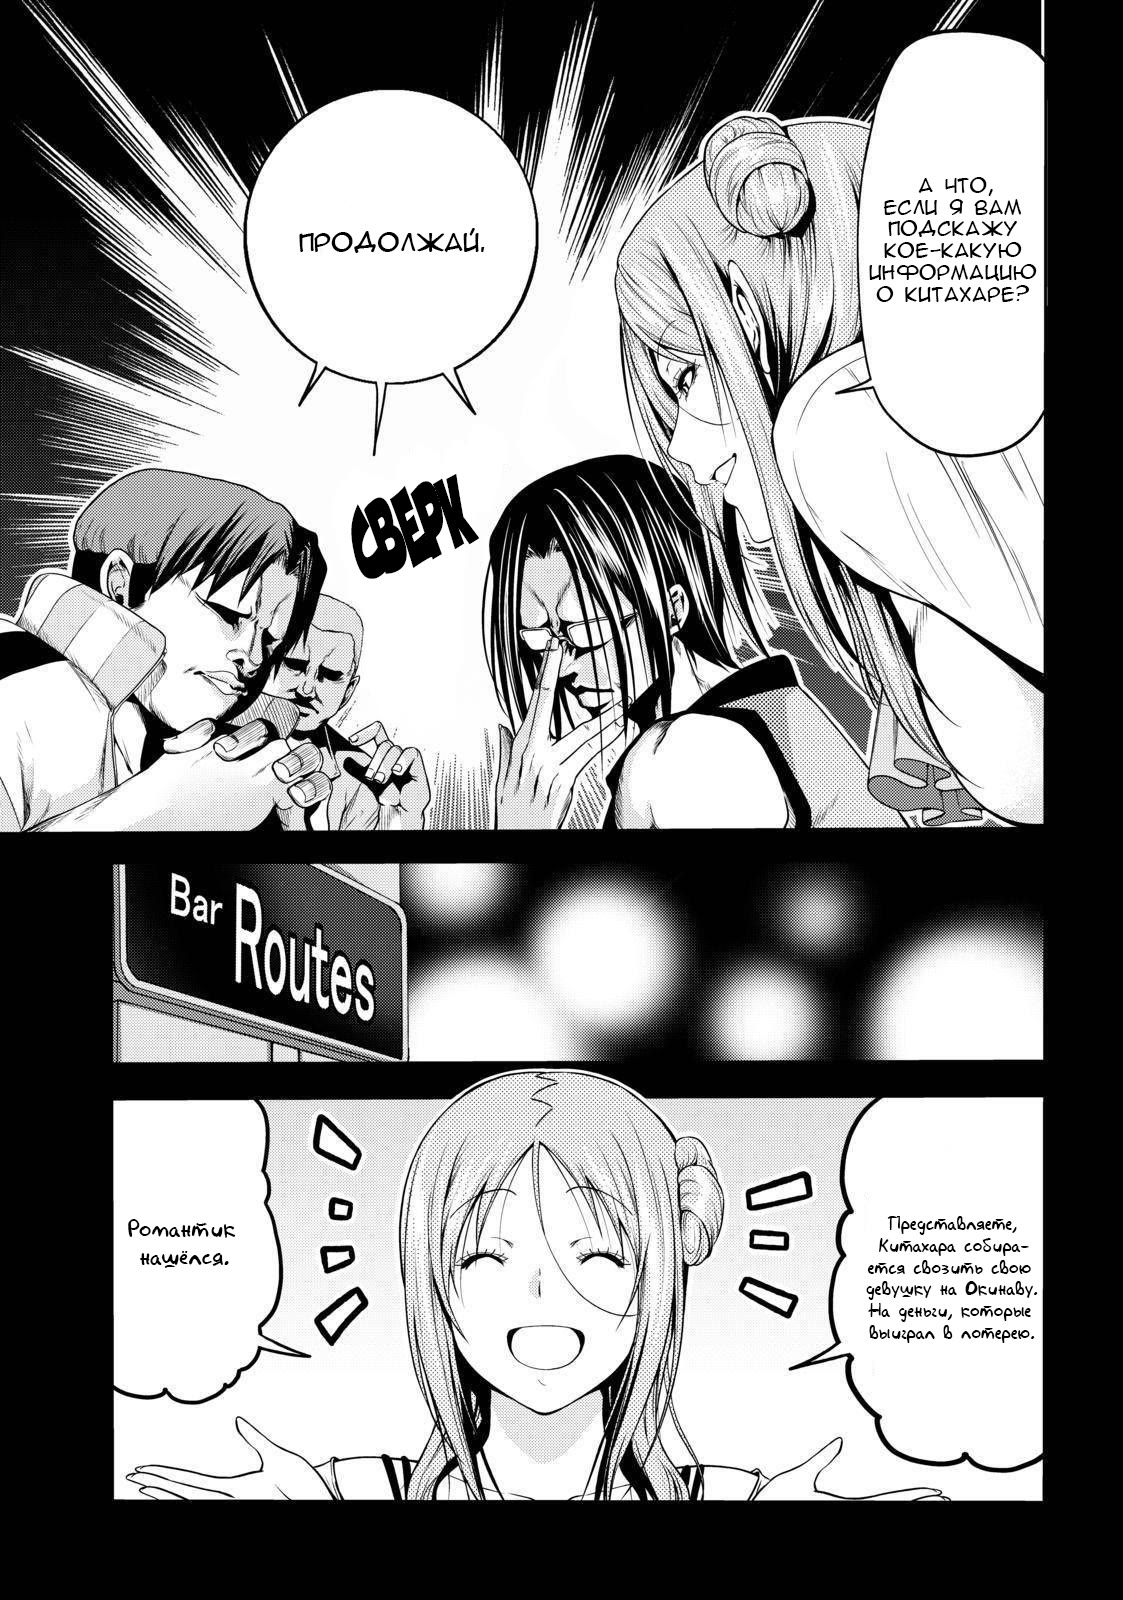 А ЧТО,
ЕСЛИ Я ВАМ
ПОДСКАЖУ
КОЕ-КАКУЮ
ИНФОРМАЦИЮ
О КИТАХАРЕ?
ПРОДОЛЖАЙ.
СВЕРК
Bar Routes
Представляете,
Китахара собира-
ется свозить свою
девушку на Окинаву.
На деньги, которые
выиграл в лотерею.
Романтик
нашёлся.